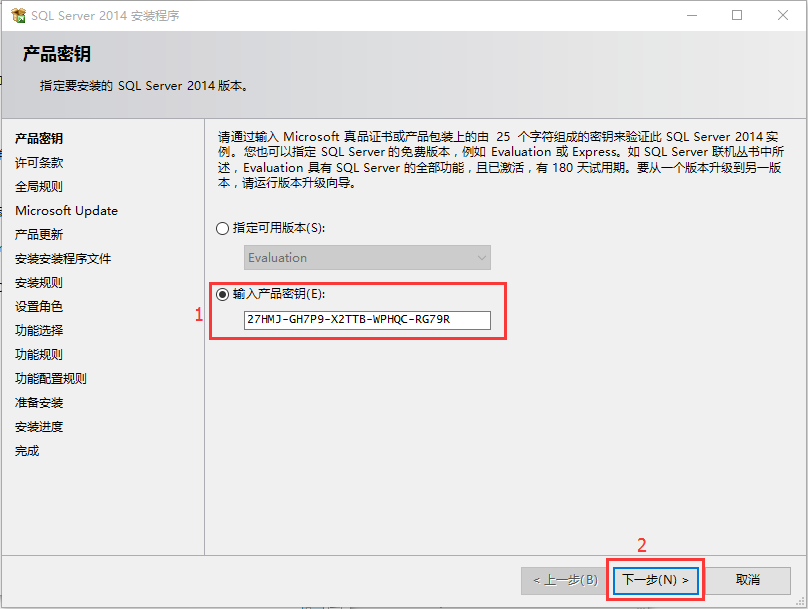 SQL Server 2014 安装程序
产品密钥
指定要安装的 SQL Server 2014 版本。
产品密钥
许可条款
全局规则
Microsoft Update
产品更新
安装安装程序文件
安装规则
设置角色
功能选择
功能规则
功能配置规则
准备安装
安装进度
完成
请通过输入 Microsoft 真品证书或产品包装上的由 25 个字符组成的密钥来验证此 SQL Server 2014 实
例。您也可以指定 SQL Server 的免费版本，例如 Evaluation 或 Express。如 SQL Server 联机丛书中所
述，Evaluation 具有 SQL Server 的全部功能，且已激活，有 180 天试用期。要从一个版本升级到另一版
本，请运行版本升级向导。
指定可用版本(S):
Evaluation
1
输入产品密钥(E):
27HMJ-GH7P9-X2TTB-WPHQC-RG79R
2
< 上一步(B)
下一步(N) >
取消